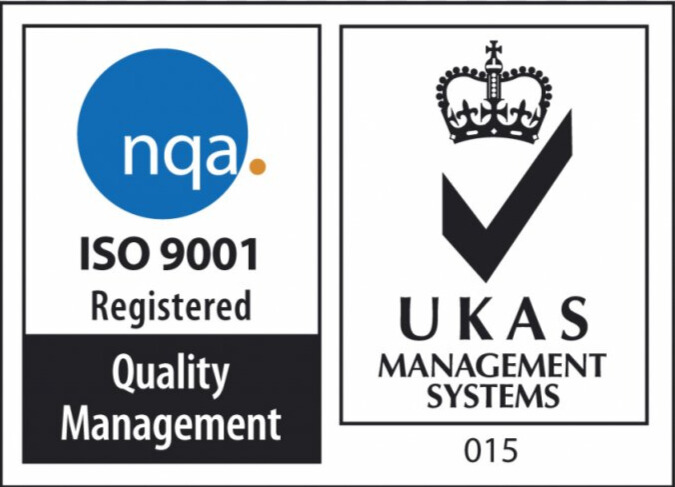 nqa.
ISO 9001
Registered
Quality
Management
UKAS
MANAGEMENT
SYSTEMS
015